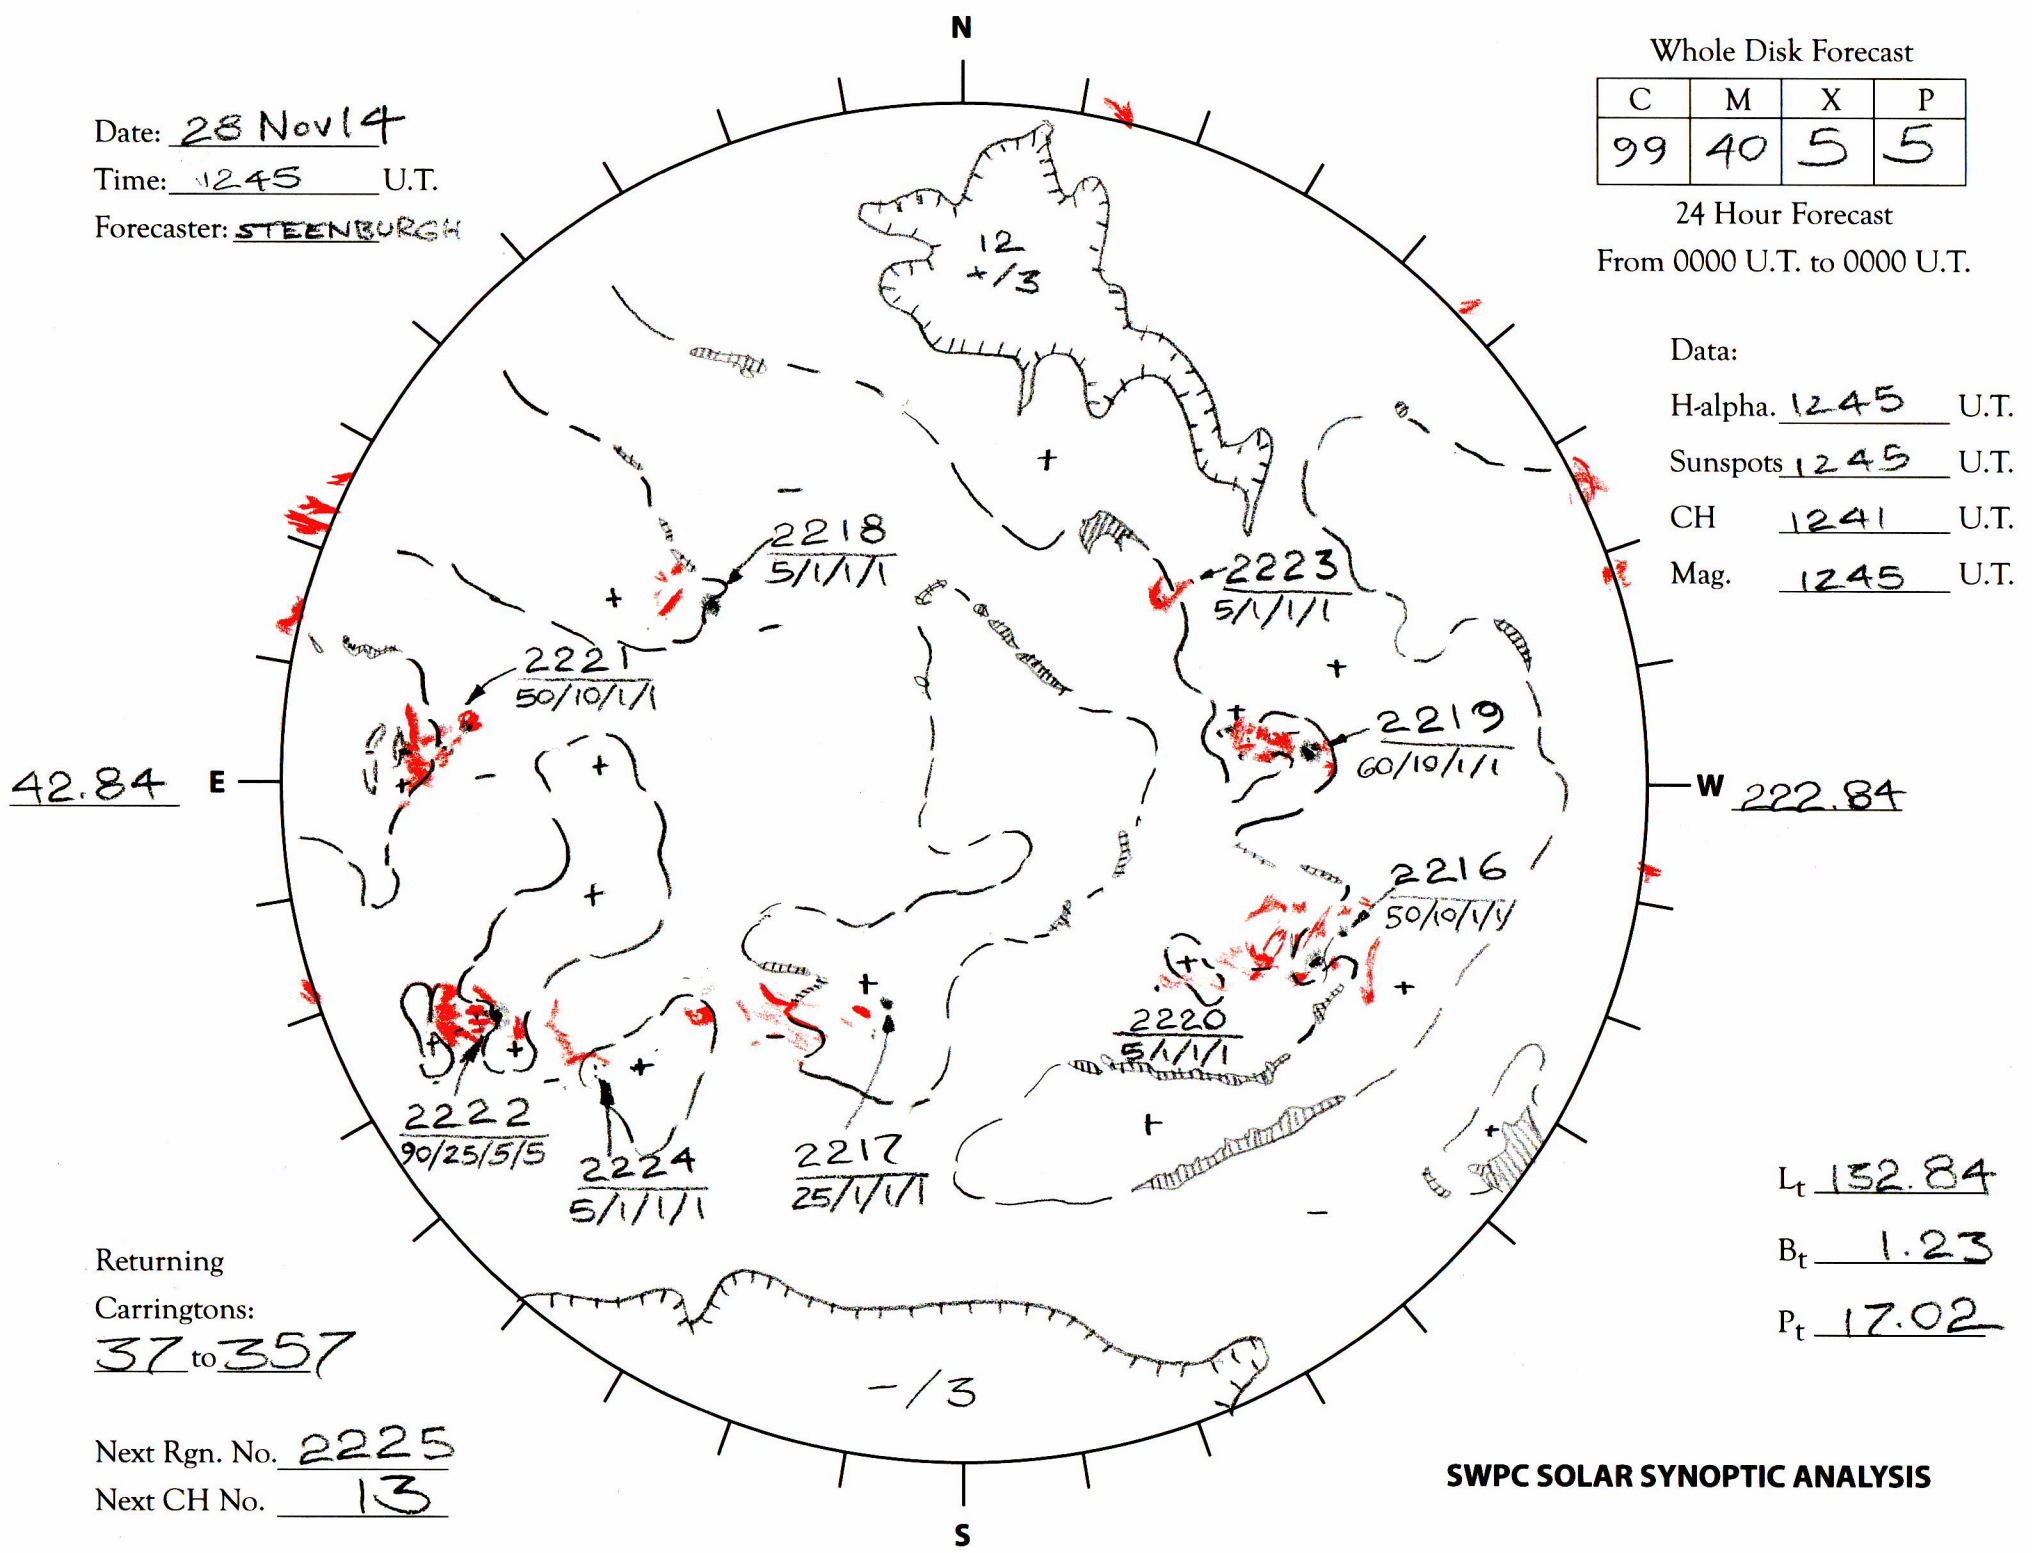 N
Whole Disk Forecast
C M X P
99 40 5 5
24 Hour Forecast
From 0000 U.T. to 0000 U.T.
Date: 28 Nov 14
Time: 1245 U.T.
Forecaster: STEENBURGH
12
+/3
Data:
H-alpha. 1245 U.T.
Sunspots 1245 U.T.
CH 1241 U.T.
Mag. 1245 U.T.
+
-
2218
5/1/1/1
2223
5/1/1/1
+
-
2221
50/10/1/1
+
+
2219
60/10/1/1
42.84 E
+
-
+
W 222.84
2216
50/10/1/1
+
+
+
-
+
2220
5/1/1/1
+
+
-
-
+
+
+
2222
90/25/5/5
2224
5/1/1/1
2217
25/1/1/1
-
Lt 132.84
Bt 1.23
Pt 17.02
Returning
Carringtons:
37 to 357
-/3
Next Rgn. No. 2225
Next CH No. 13
SWPC SOLAR SYNOPTIC ANALYSIS
S